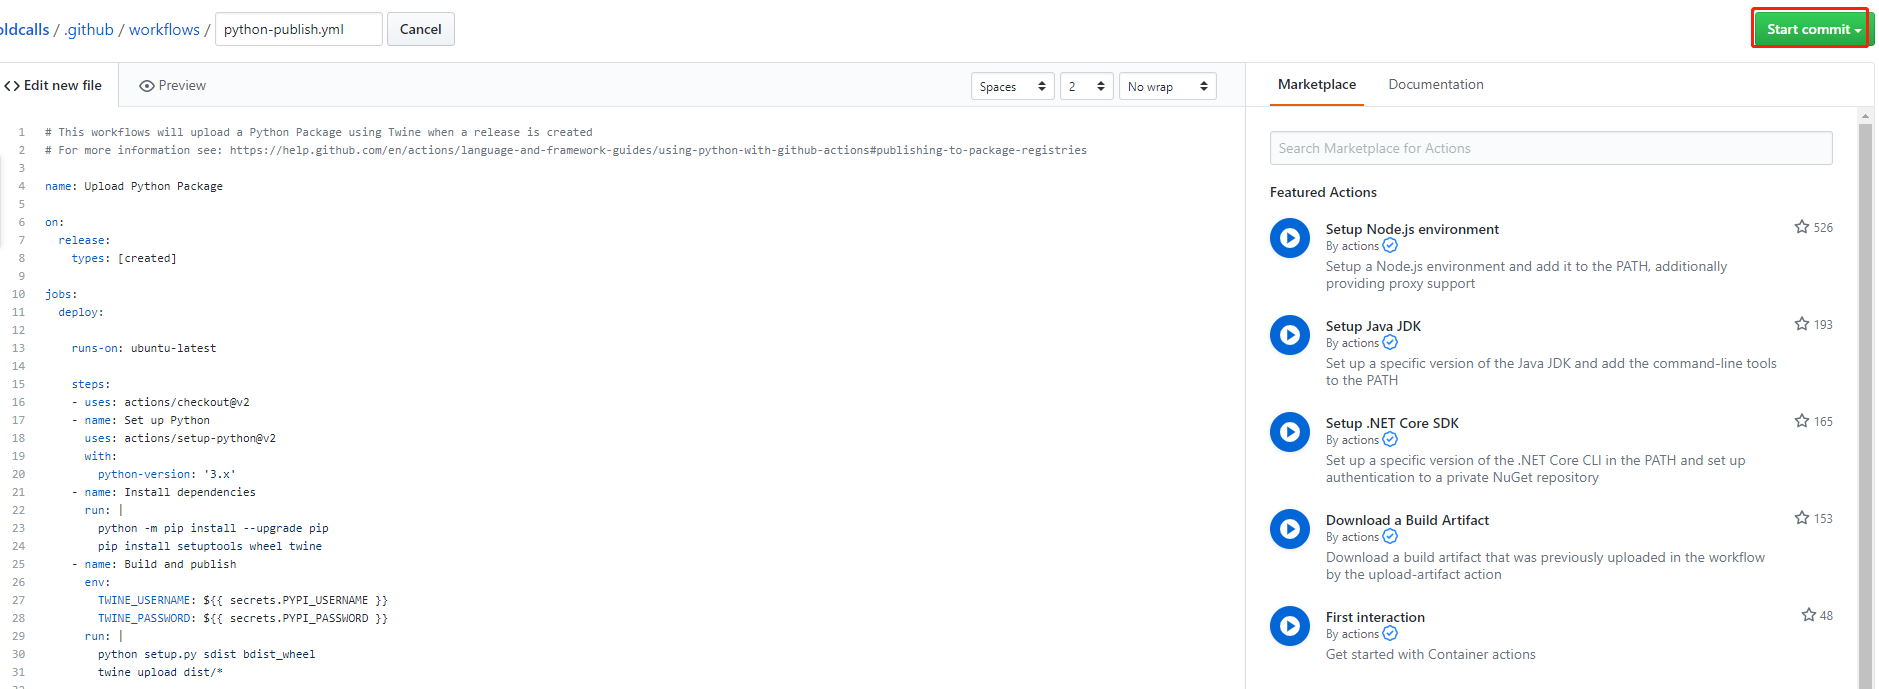 oldcalls / .github / workflows / python-publish.yml Cancel Start commit
<> Edit new file Preview Spaces 2 No wrap Marketplace Documentation
1 # This workflows will upload a Python Package using Twine when a release is created
2 # For more information see: https://help.github.com/en/actions/language-and-framework-guides/using-python-with-github-actions#publishing-to-package-registries
3
4 name: Upload Python Package
5
6 on:
7   release:
8     types: [created]
9
10 jobs:
11   deploy:
12
13     runs-on: ubuntu-latest
14
15     steps:
16     - uses: actions/checkout@v2
17     - name: Set up Python
18       uses: actions/setup-python@v2
19       with:
20         python-version: '3.x'
21     - name: Install dependencies
22       run: |
23         python -m pip install --upgrade pip
24         pip install setuptools wheel twine
25     - name: Build and publish
26       env:
27         TWINE_USERNAME: ${{ secrets.PYPI_USERNAME }}
28         TWINE_PASSWORD: ${{ secrets.PYPI_PASSWORD }}
29       run: |
30         python setup.py sdist bdist_wheel
31         twine upload dist/*
Search Marketplace for Actions
Featured Actions
Setup Node.js environment 526
By actions
Setup a Node.js environment and add it to the PATH, additionally
providing proxy support
Setup Java JDK 193
By actions
Set up a specific version of the Java JDK and add the command-line tools
to the PATH
Setup .NET Core SDK 165
By actions
Set up a specific version of the .NET Core CLI in the PATH and set up
authentication to a private NuGet repository
Download a Build Artifact 153
By actions
Download a build artifact that was previously uploaded in the workflow
by the upload-artifact action
First interaction 48
By actions
Get started with Container actions